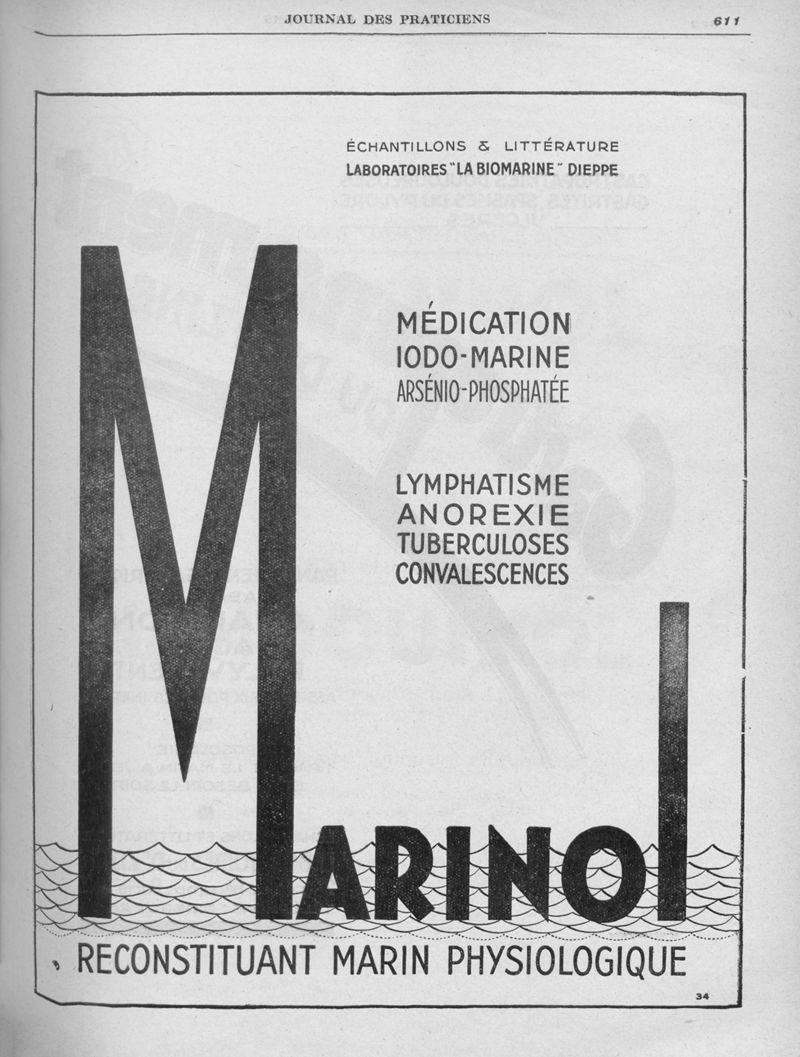 JOURNAL DES PRATICIENS 611
ÉCHANTILLONS & LITTÉRATURE
LABORATOIRES "LA BIOMARINE" DIEPPE
MÉDICATION
IODO-MARINE
ARSÉNIO-PHOSPHATÉE
LYMPHATISME
ANOREXIE
TUBERCULOSES
CONVALESCENCES
MARINOL
RECONSTITUANT MARIN PHYSIOLOGIQUE
34